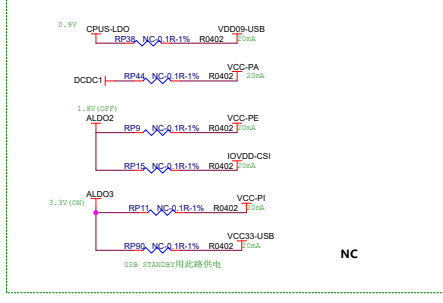 0.9V
CPUS-LDO VDD09-USB
RP38 NC-0.1R-1% R0402 20mA
VCC-PA
DCDC1 RP44 NC-0.1R-1% R0402 20mA
1.8V(OFF)
ALDO2 VCC-PE
RP9 NC-0.1R-1% R0402 20mA
IOVDD-CSI
RP15 NC-0.1R-1% R0402 20mA
3.3V(ON)
ALDO3 VCC-PI
RP11 NC-0.1R-1% R0402 20mA
VCC33-USB
RP90 NC-0.1R-1% R0402 20mA
NC
USB STANDBY用此路供电